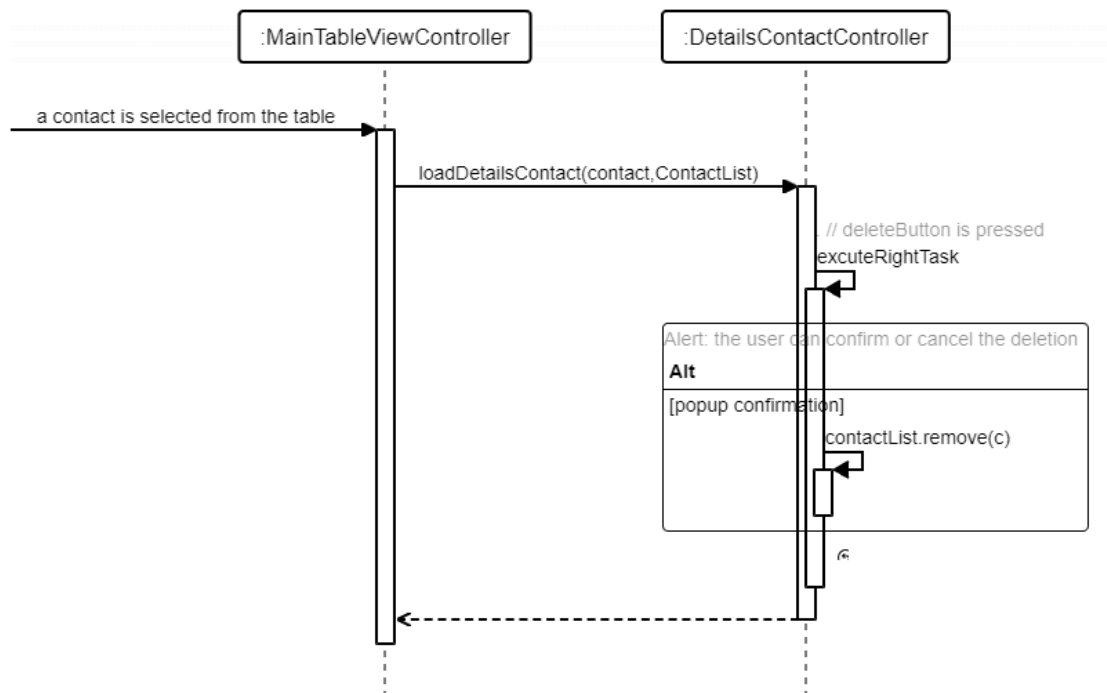 :MainTableViewController
:DetailsContactController
a contact is selected from the table
loadDetailsContact(contact,ContactList)
// deleteButton is pressed
excuteRightTask
Alert: the user can confirm or cancel the deletion
Alt
[popup confirmation]
contactList.remove(c)